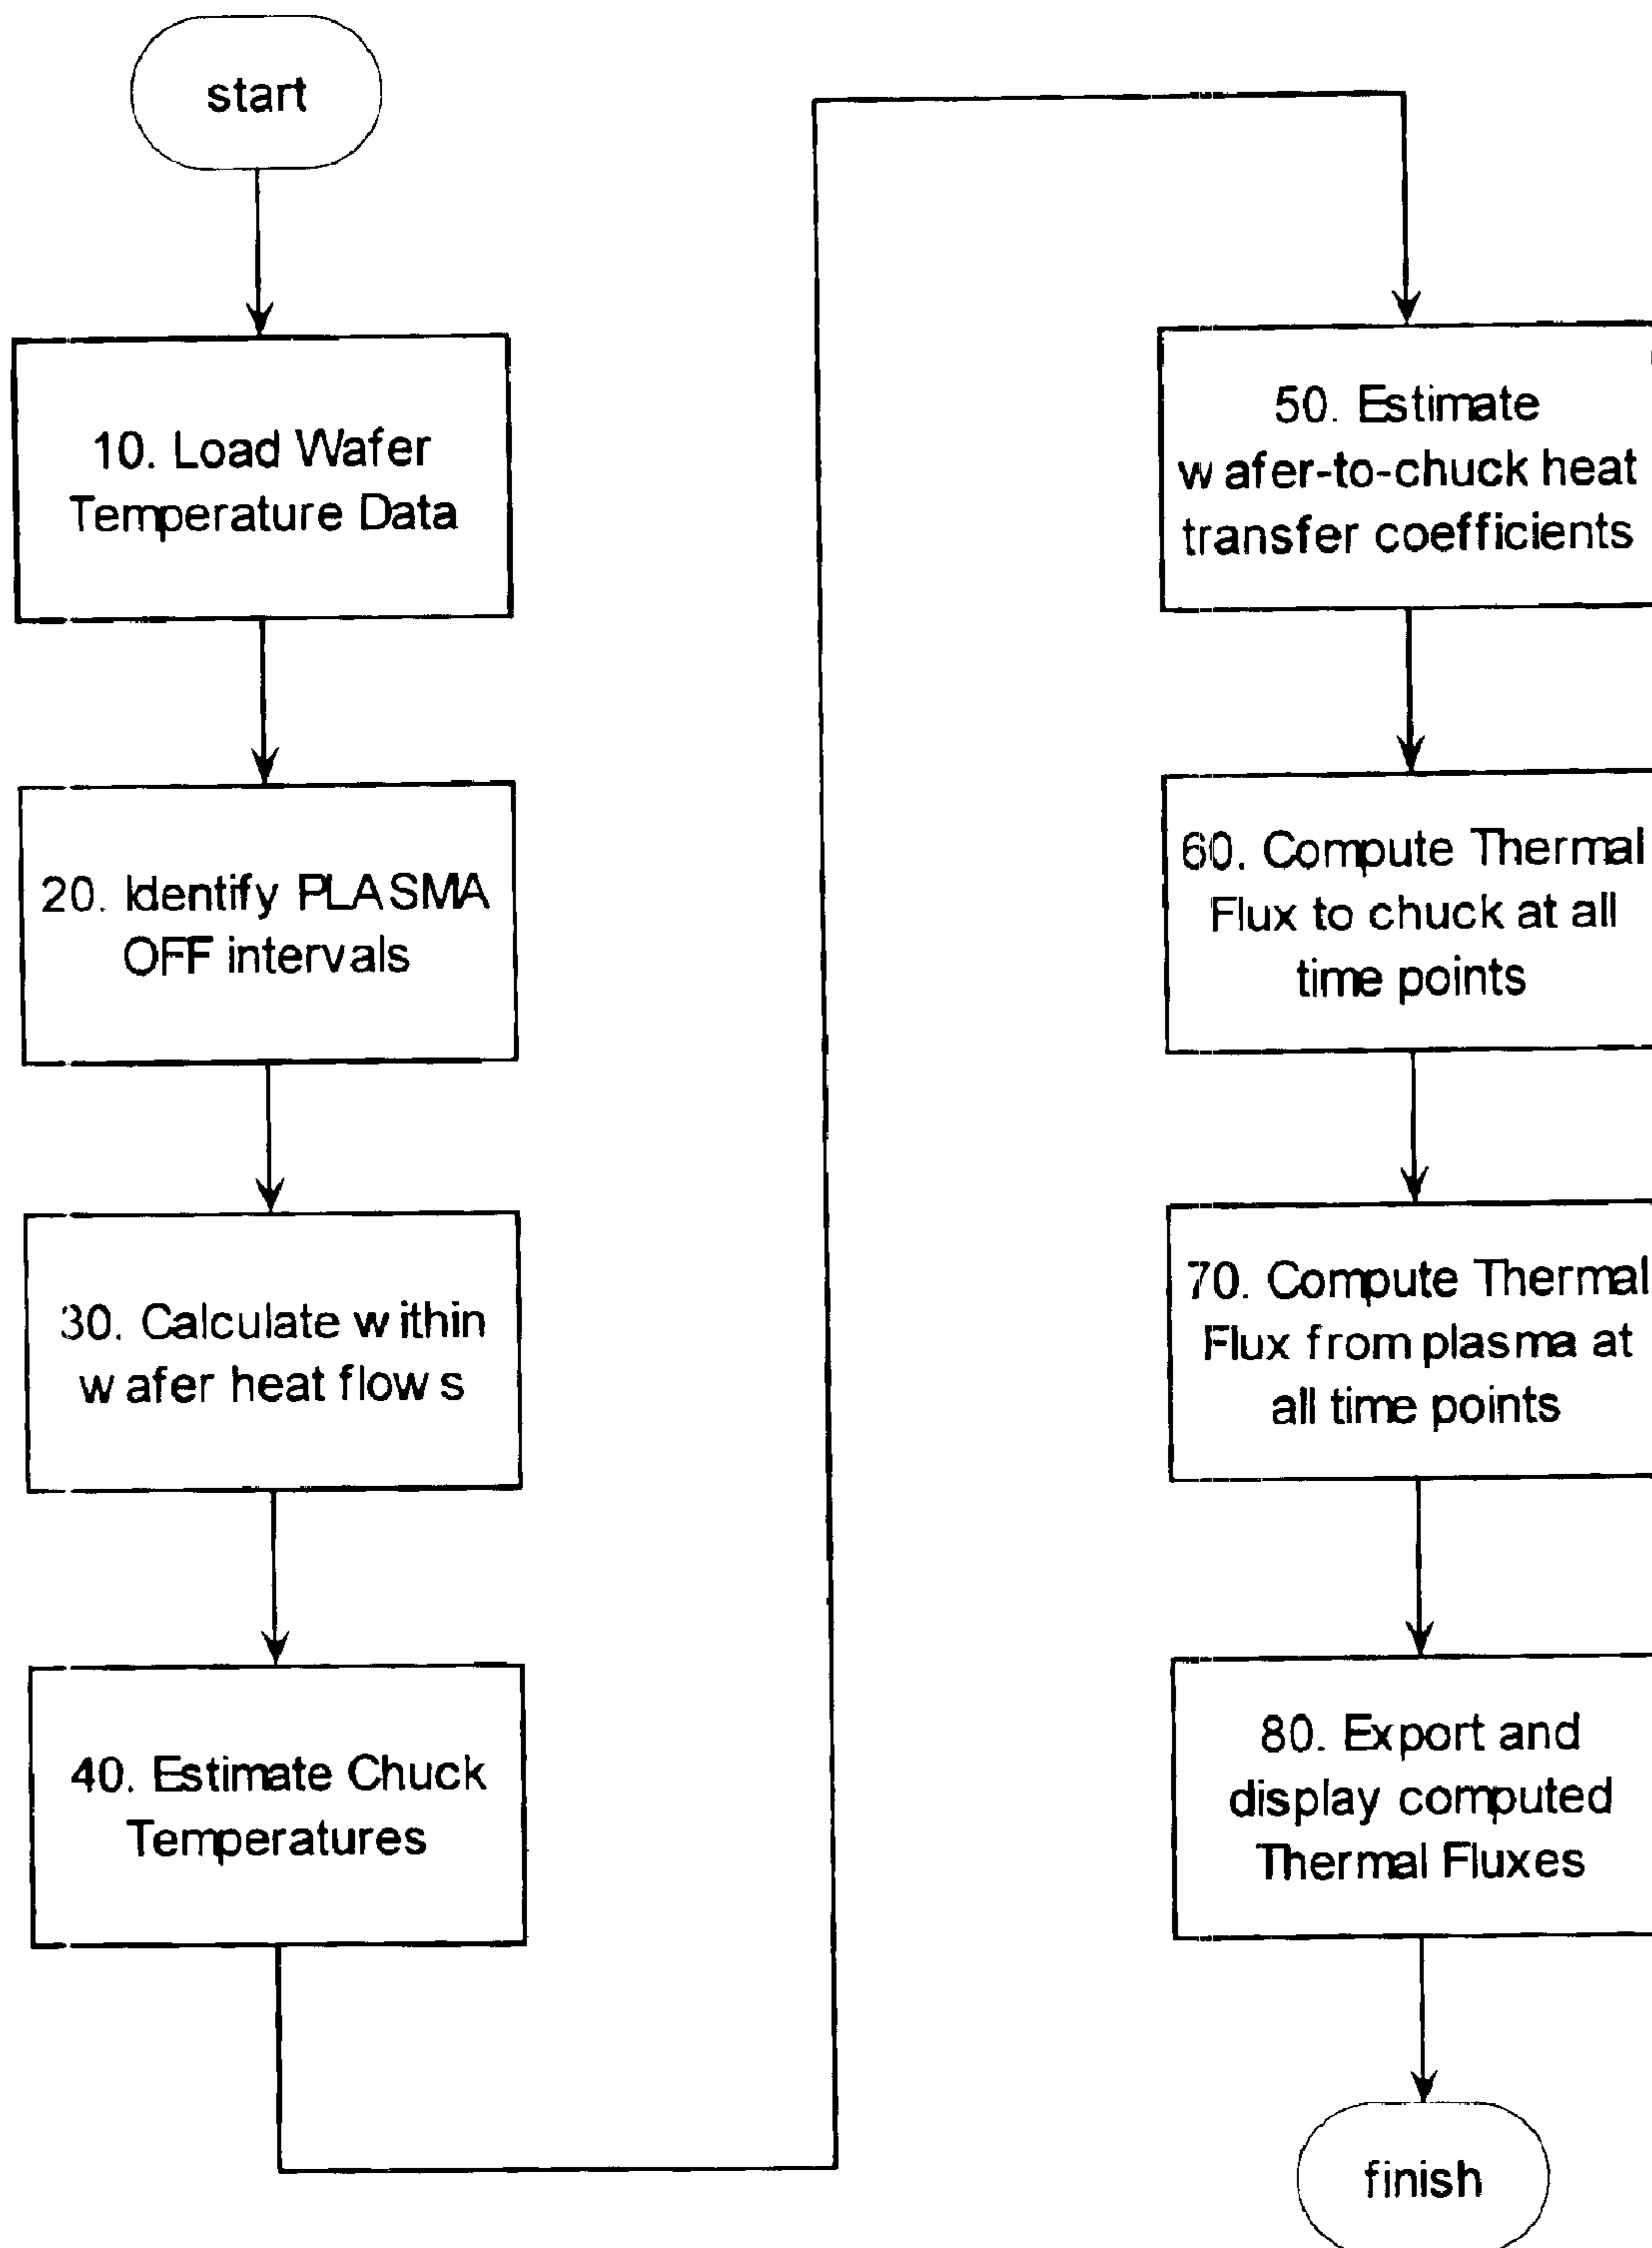 start
10. Load Wafer
Temperature Data
20. Identify PLASMA
OFF intervals
30. Calculate within
wafer heat flows
40. Estimate Chuck
Temperatures
50. Estimate
wafer-to-chuck heat
transfer coefficients
60. Compute Thermal
Flux to chuck at all
time points
70. Compute Thermal
Flux from plasma at
all time points
80. Export and
display computed
Thermal Fluxes
finish